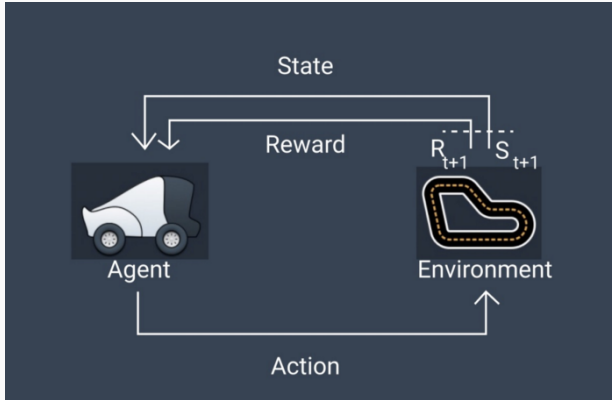 State
Reward
R t+1 S t+1
Agent
Environment
Action